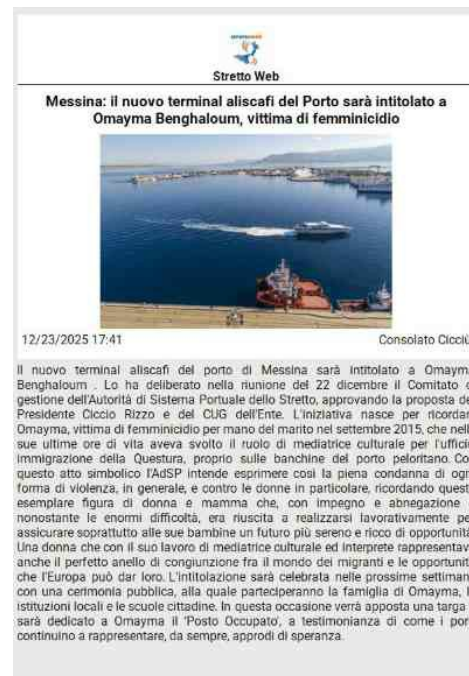 Stretto Web
Messina: il nuovo terminal aliscafi del Porto sarà intitolato a
Omayma Benghaloum, vittima di femminicidio
12/23/2025 17:41
Consolato Cicciù
Il nuovo terminal aliscafi del porto di Messina sarà intitolato a Omaym
Benghaloum . Lo ha deliberato nella riunione del 22 dicembre il Comitato d
gestione dell'Autorità di Sistema Portuale dello Stretto, approvando la proposta de
Presidente Ciccio Rizzo e del CUG dell'Ente. L'iniziativa nasce per ricordar
Omayma, vittima di femminicidio per mano del marito nel settembre 2015, che nell
sue ultime ore di vita aveva svolto il ruolo di mediatrice culturale per l'uffici
immigrazione della Questura, proprio sulle banchine del porto peloritano. Co
questo atto simbolico l'AdSP intende esprimere così la piena condanna di ogn
forma di violenza, in generale, e contro le donne in particolare, ricordando quest
esemplare figura di donna e mamma che, con impegno e abnegazione
nonostante le enormi difficoltà, era riuscita a realizzarsi lavorativamente pe
assicurare soprattutto alle sue bambine un futuro più sereno e ricco di opportunità
Una donna che con il suo lavoro di mediatrice culturale ed interprete rappresentav
anche il perfetto anello di congiunzione fra il mondo dei migranti e le opportunit
che l'Europa può dar loro. L'intitolazione sarà celebrata nelle prossime settiman
con una cerimonia pubblica, alla quale parteciperanno la famiglia di Omayma, l
istituzioni locali e le scuole cittadine. In questa occasione verrà apposta una targa
sarà dedicato a Omayma il 'Posto Occupato', a testimonianza di come i por
continuino a rappresentare, da sempre, approdi di speranza.